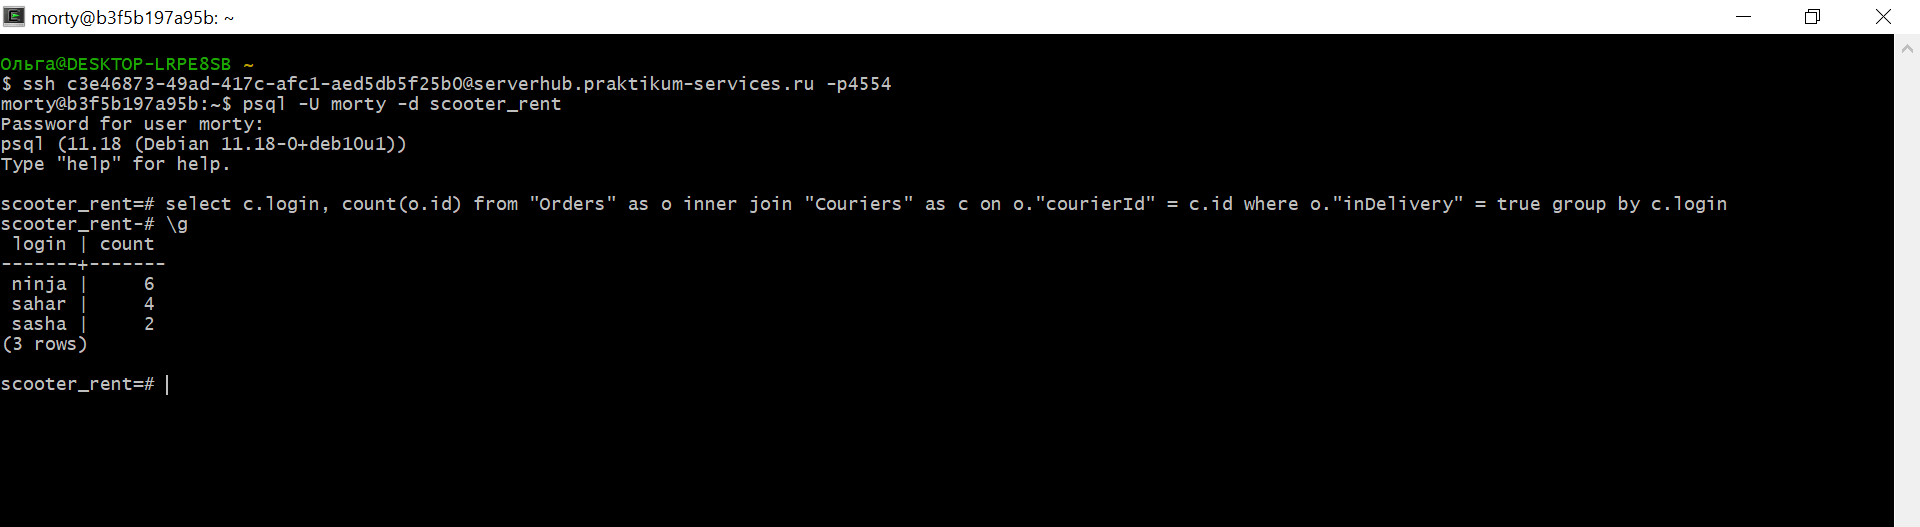 morty@b3f5b197a95b: ~
Ольга@DESKTOP-LRPE8SB ~
$ ssh c3e46873-49ad-417c-afc1-aed5db5f25b0@serverhub.praktikum-services.ru -p4554
morty@b3f5b197a95b:~$ psql -U morty -d scooter_rent
Password for user morty:
psql (11.18 (Debian 11.18-0+deb10u1))
Type "help" for help.
scooter_rent=# select c.login, count(o.id) from "Orders" as o inner join "Couriers" as c on o."courierId" = c.id where o."inDelivery" = true group by c.login
scooter_rent-# \g
 login | count
-------+-------
 ninja |     6
 sahar |     4
 sasha |     2
(3 rows)
scooter_rent=#